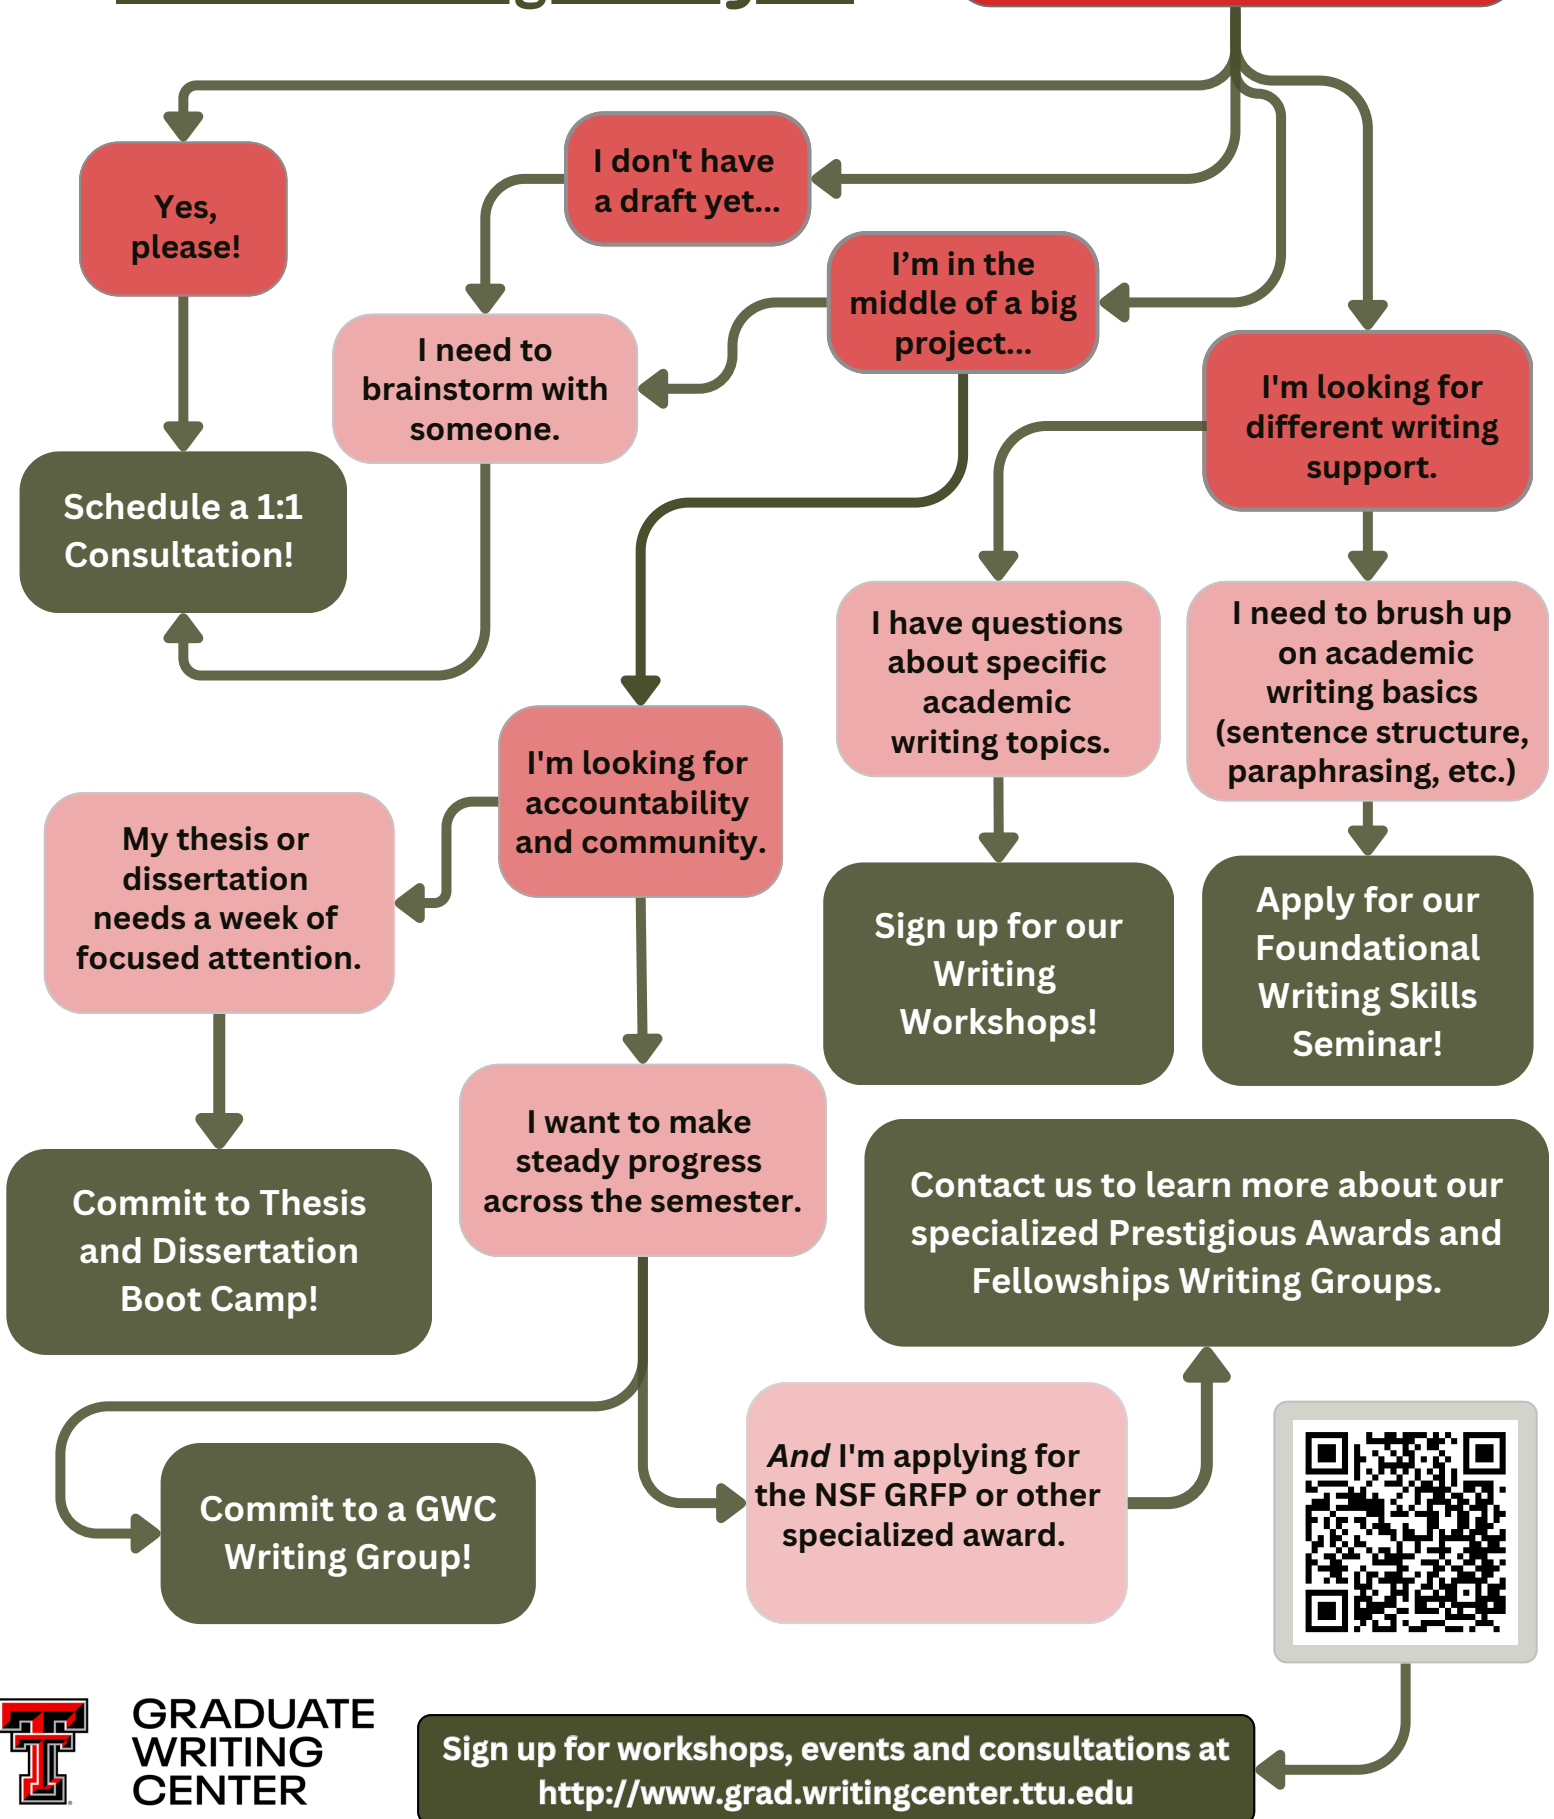 Yes,
please!
I don't have
a draft yet...
I’m in the
middle of a big
project...
I need to
brainstorm with
someone.
I'm looking for
different writing
support.
Schedule a 1:1
Consultation!
I have questions
about specific
academic
writing topics.
I need to brush up
on academic
writing basics
(sentence structure,
paraphrasing, etc.)
I'm looking for
accountability
and community.
My thesis or
dissertation
needs a week of
focused attention.
Sign up for our
Writing
Workshops!
Apply for our
Foundational
Writing Skills
Seminar!
I want to make
steady progress
across the semester.
Commit to Thesis
and Dissertation
Boot Camp!
Contact us to learn more about our
specialized Prestigious Awards and
Fellowships Writing Groups.
And I'm applying for
the NSF GRFP or other
specialized award.
Commit to a GWC
Writing Group!
GRADUATE
WRITING
CENTER
Sign up for workshops, events and consultations at
http://www.grad.writingcenter.ttu.edu